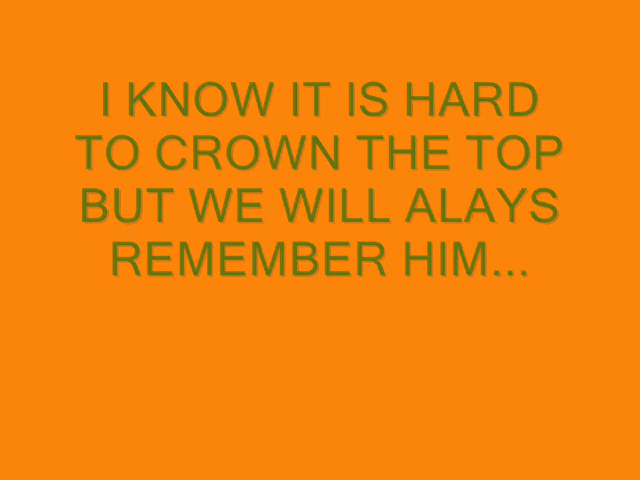 I KNOW IT IS HARD
TO CROWN THE TOP
BUT WE WILL ALAYS
REMEMBER HIM...